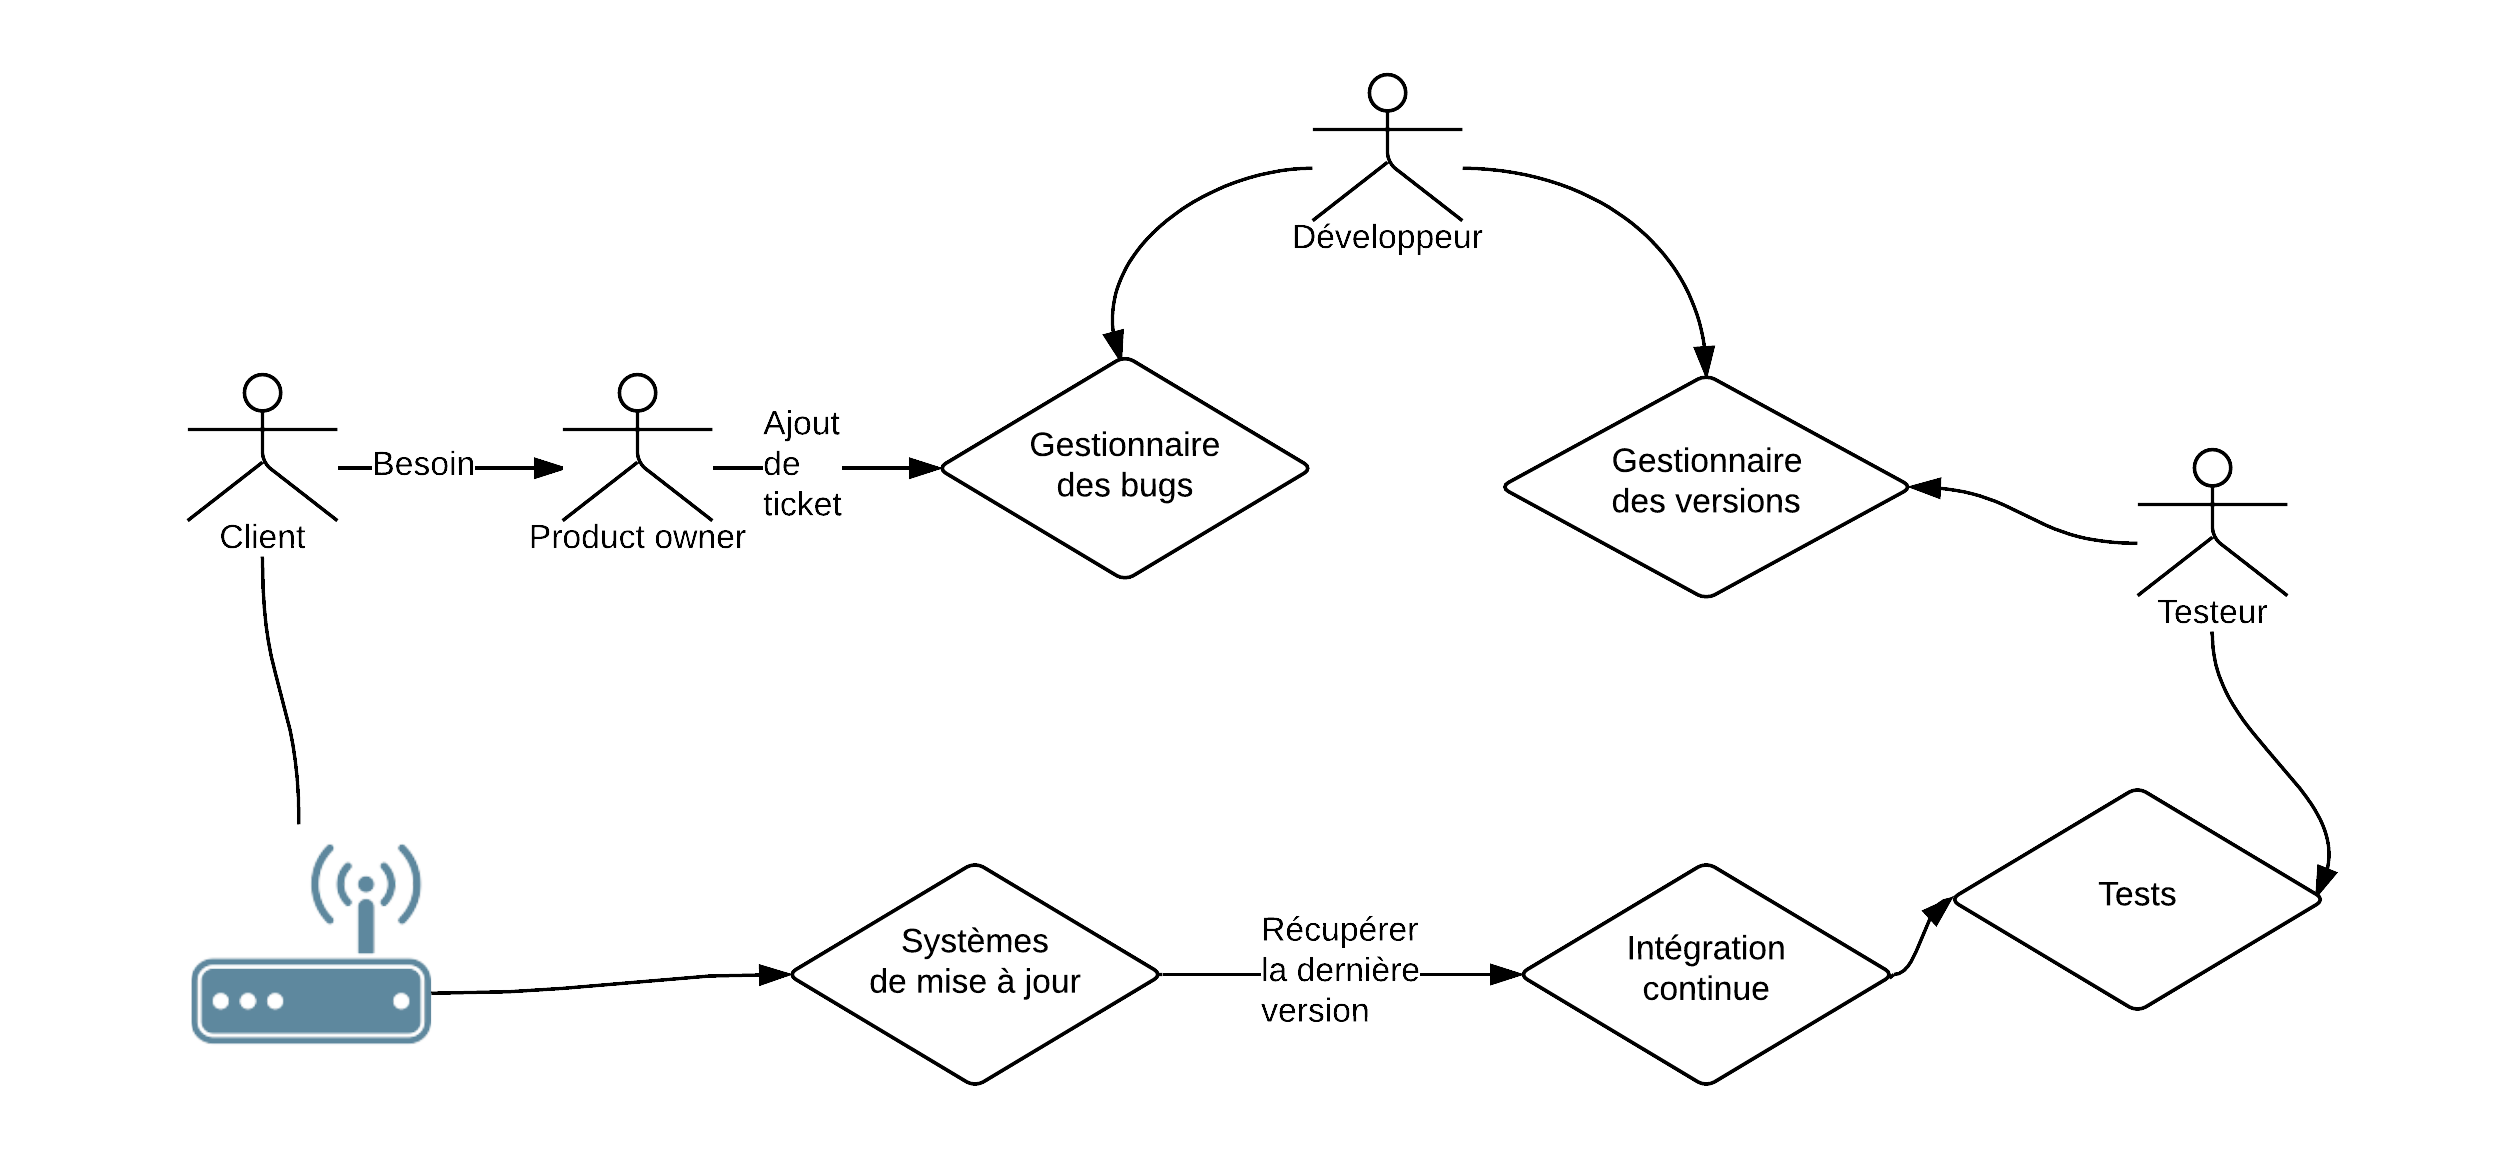 Développeur
Client
Besoin
Product owner
Ajout
de
ticket
Gestionnaire
des bugs
Gestionnaire
des versions
Testeur
Systèmes
de mise à jour
Récupérer
la dernière
version
Intégration
continue
Tests